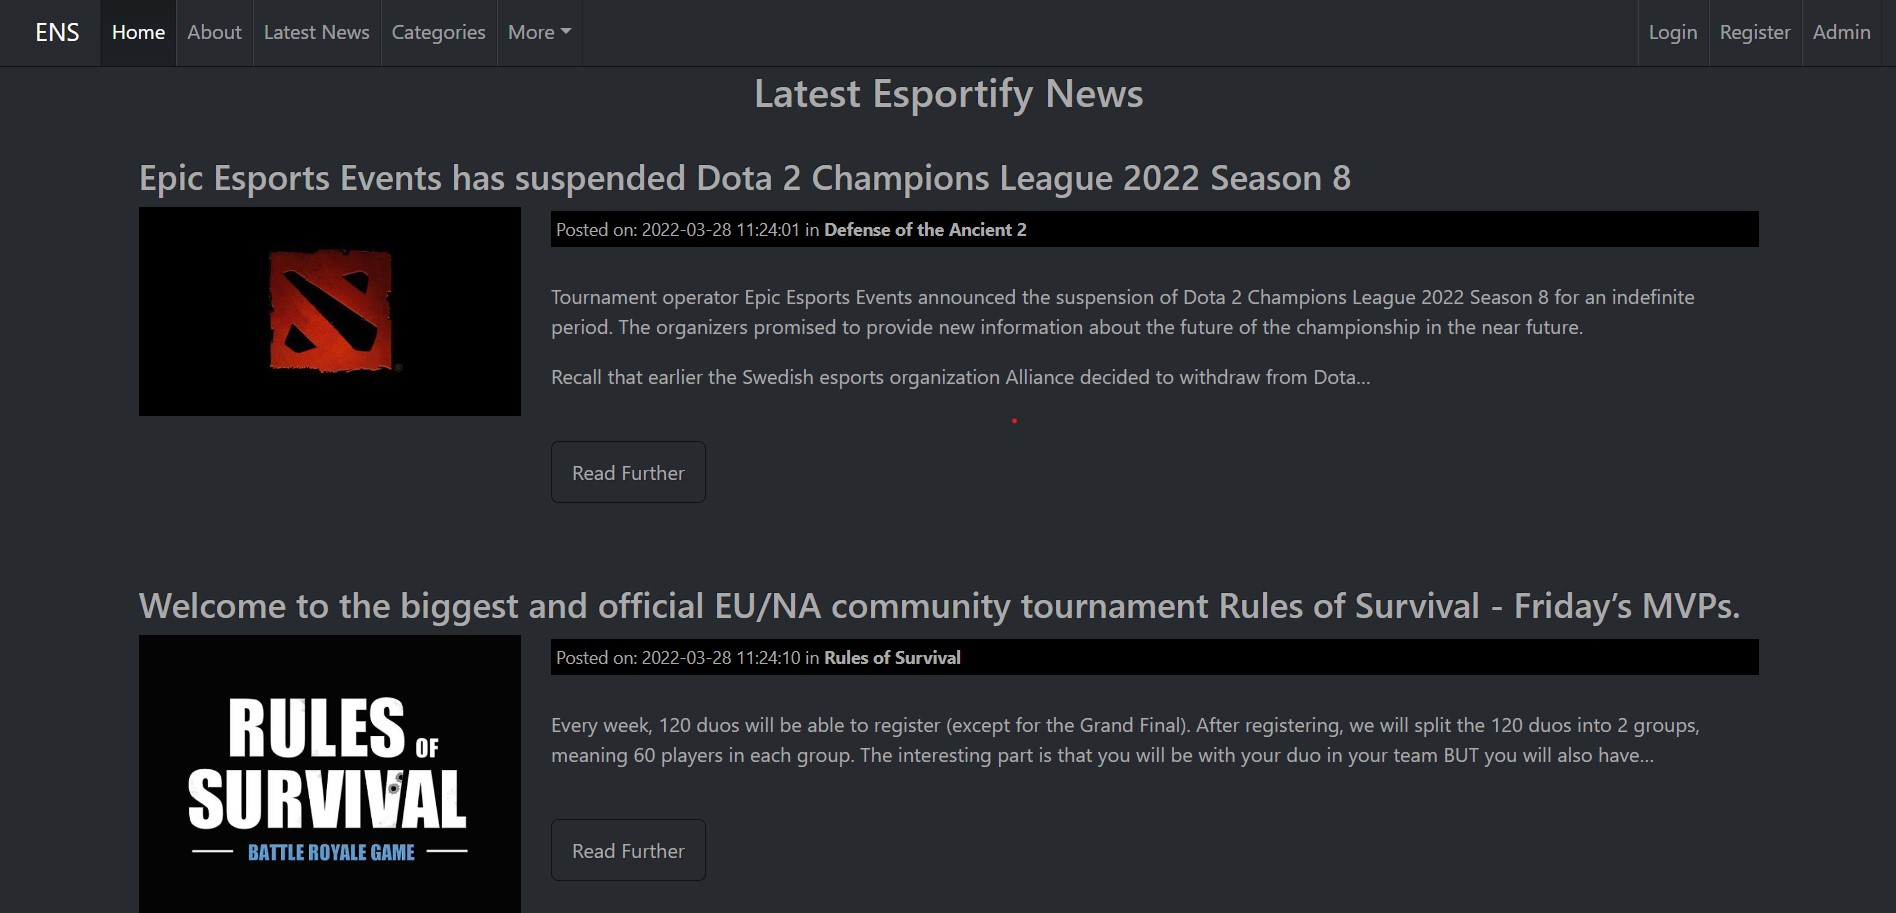 ENS Home About Latest News Categories More Login Register Admin
Latest Esportify News
Epic Esports Events has suspended Dota 2 Champions League 2022 Season 8
Posted on: 2022-03-28 11:24:01 in Defense of the Ancient 2
Tournament operator Epic Esports Events announced the suspension of Dota 2 Champions League 2022 Season 8 for an indefinite
period. The organizers promised to provide new information about the future of the championship in the near future.
Recall that earlier the Swedish esports organization Alliance decided to withdraw from Dota...
Read Further
Welcome to the biggest and official EU/NA community tournament Rules of Survival - Friday’s MVPs.
RULES OF
SURVIVAL
BATTLE ROYALE GAME
Posted on: 2022-03-28 11:24:10 in Rules of Survival
Every week, 120 duos will be able to register (except for the Grand Final). After registering, we will split the 120 duos into 2 groups,
meaning 60 players in each group. The interesting part is that you will be with your duo in your team BUT you will also have...
Read Further